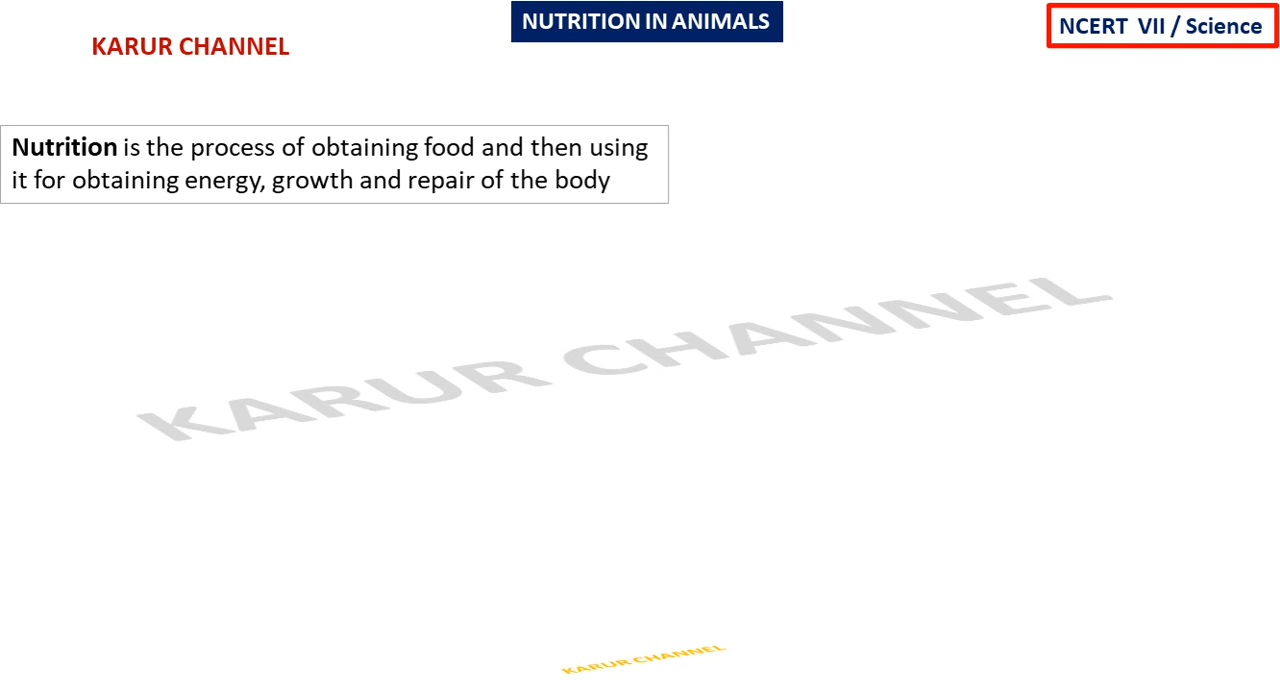 NUTRITION IN ANIMALS
NCERT VII / Science
KARUR CHANNEL
Nutrition is the process of obtaining food and then using
it for obtaining energy, growth and repair of the body
KARUR CHANNEL
KARUR CHANNEL